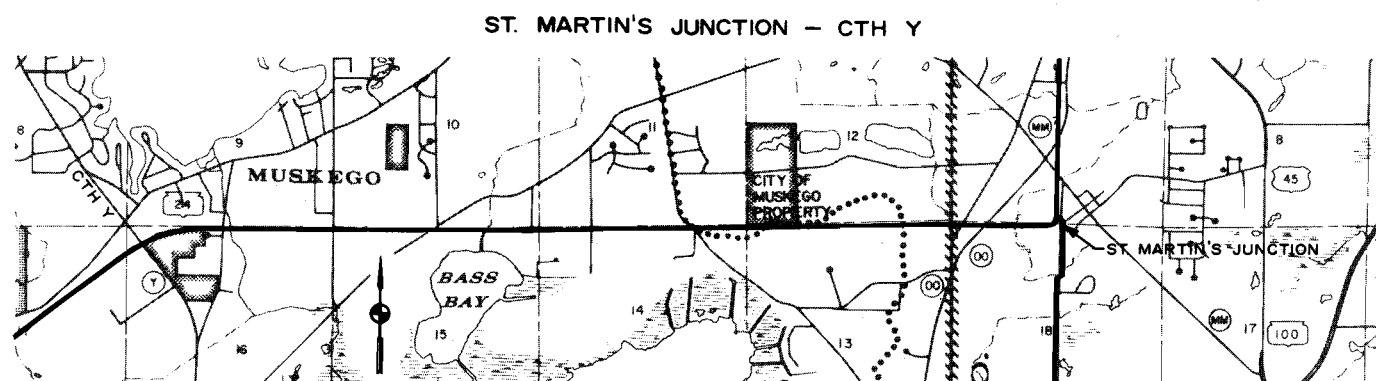 ST. MARTIN'S JUNCTION – CTH Y
8
9
10
11
12
MM
7
8
45
MUSKEGO
CTH Y
24
CITY OF
MUSKEGO
PROPERTY
ST. MARTIN'S JUNCTION
Y
OO
OO
BASS
BAY
14
15
16
13
18
MM
17
100